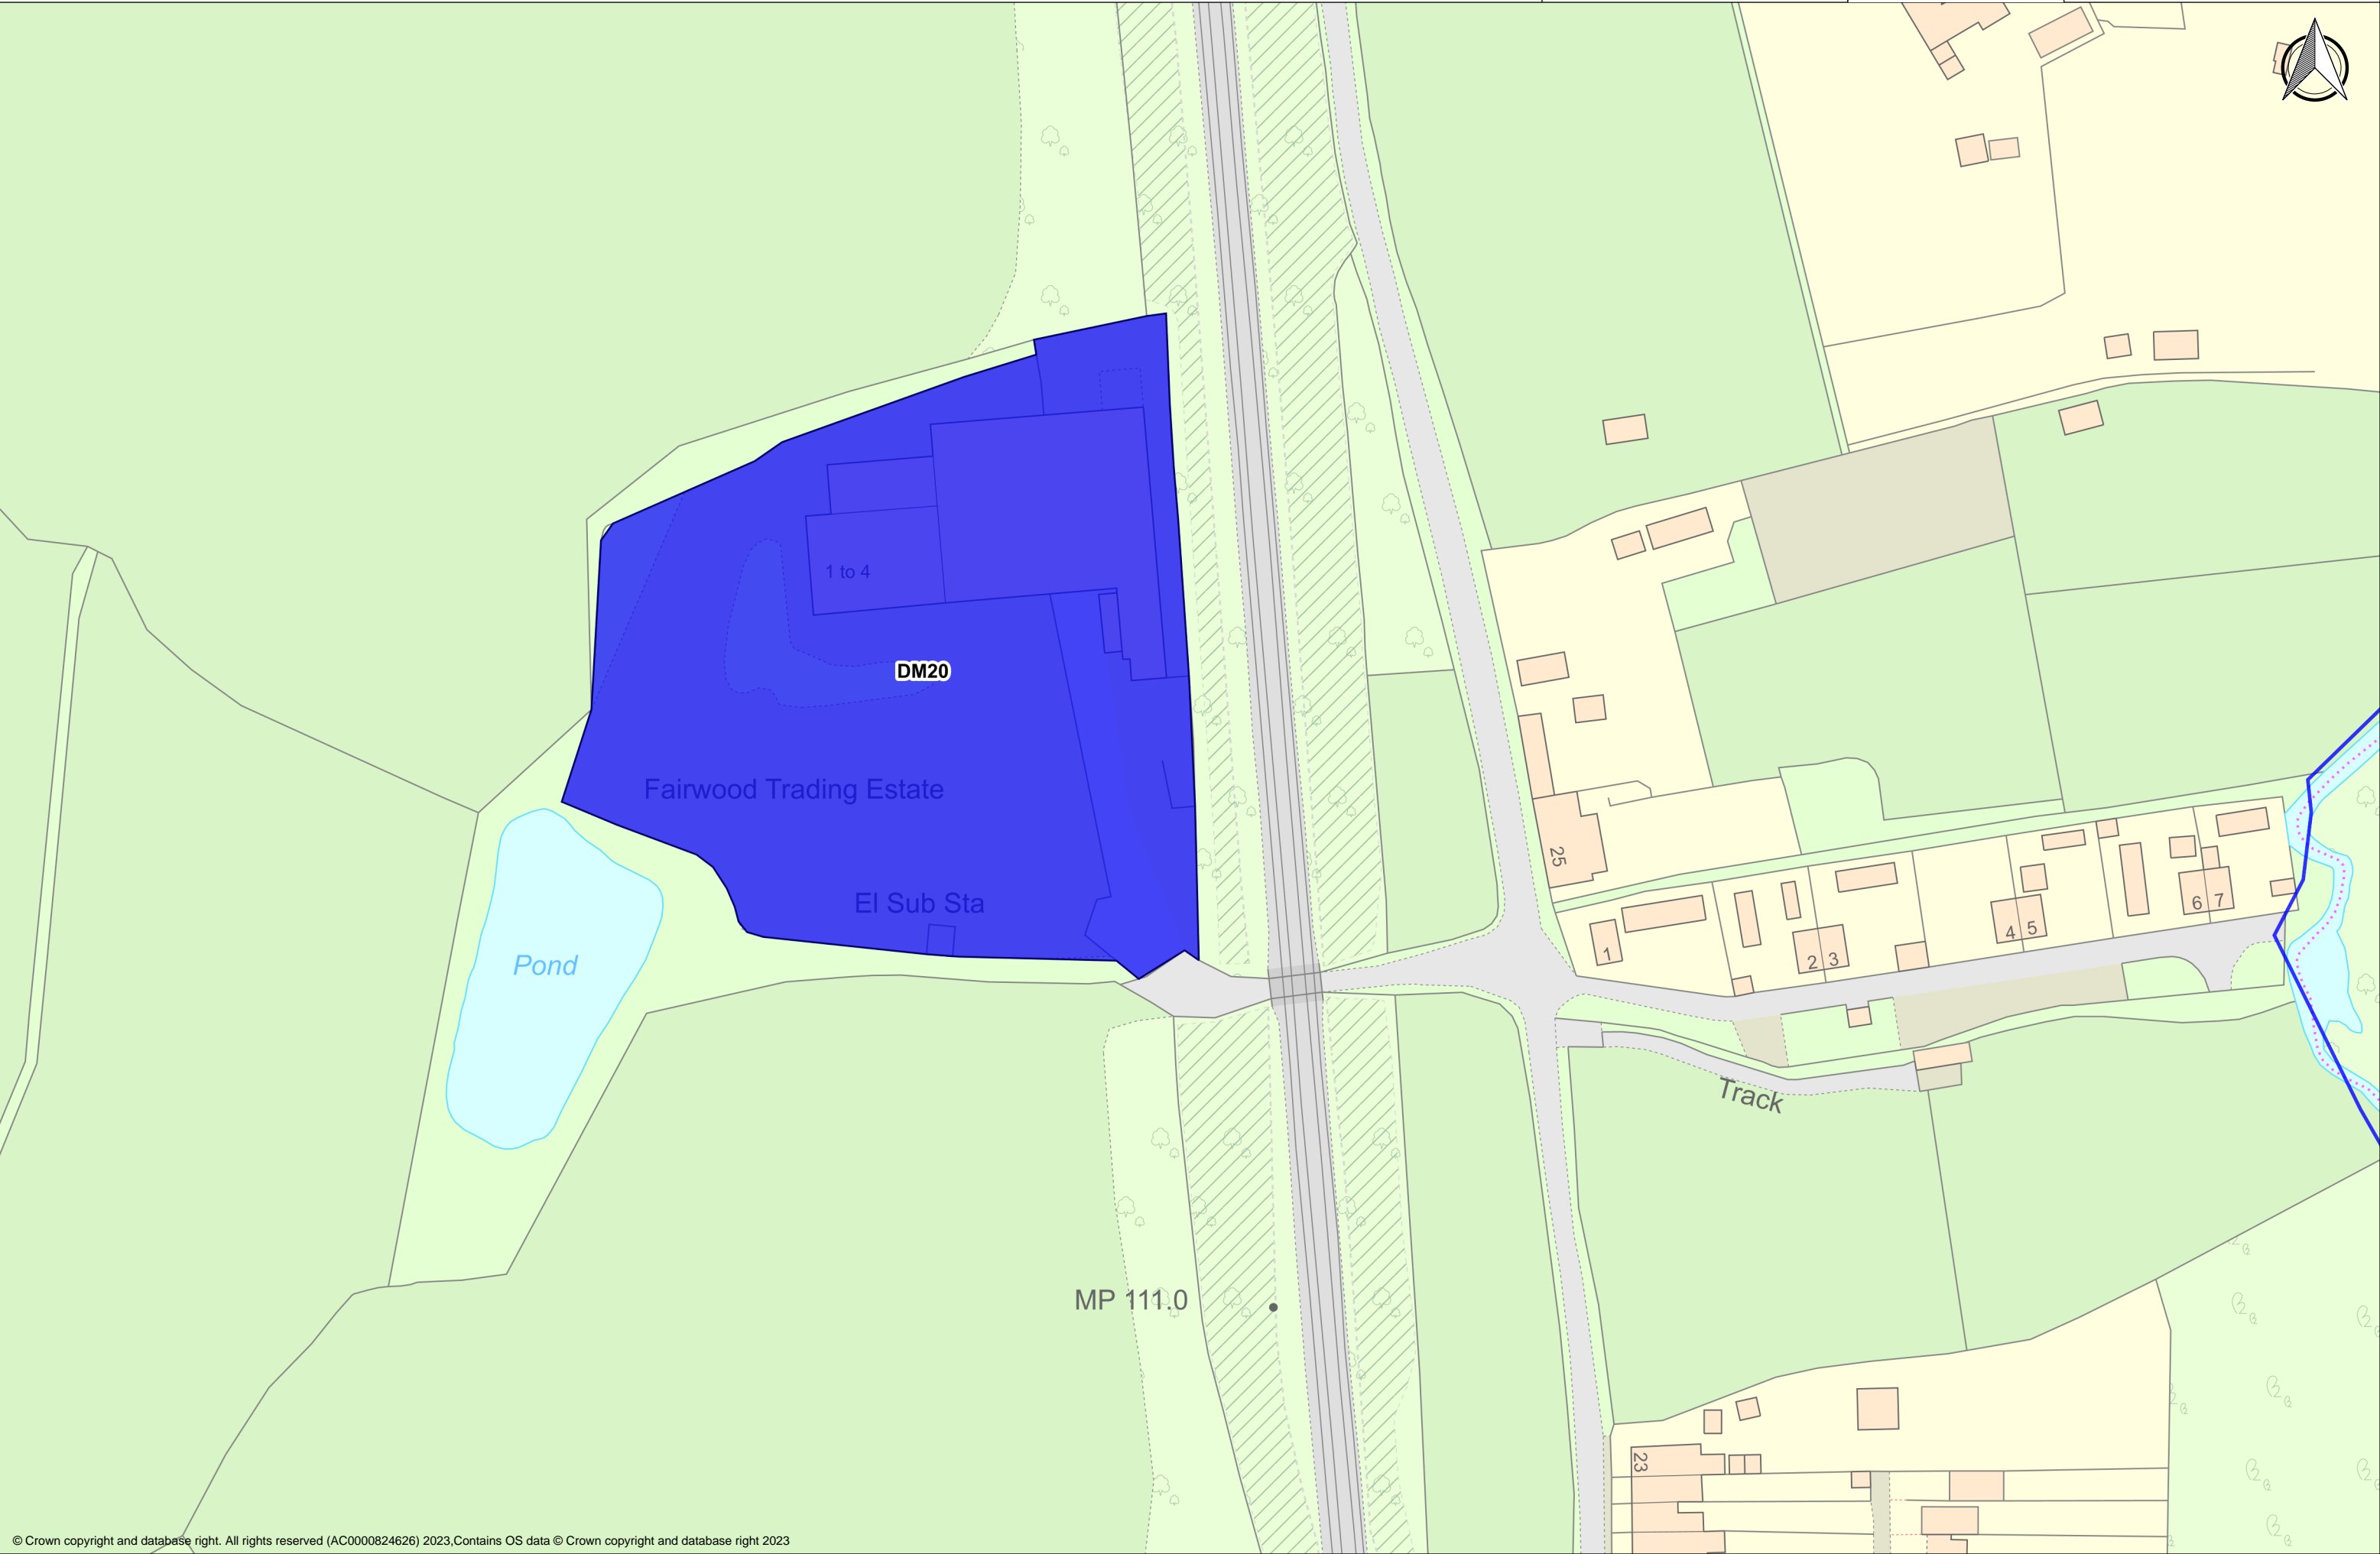 1 to 4
DM20
Fairwood Trading Estate
El Sub Sta
Pond
25
1
2 3
4 5
6 7
Track
MP 111.0
23
© Crown copyright and database right. All rights reserved (AC0000824626) 2023,Contains OS data © Crown copyright and database right 2023